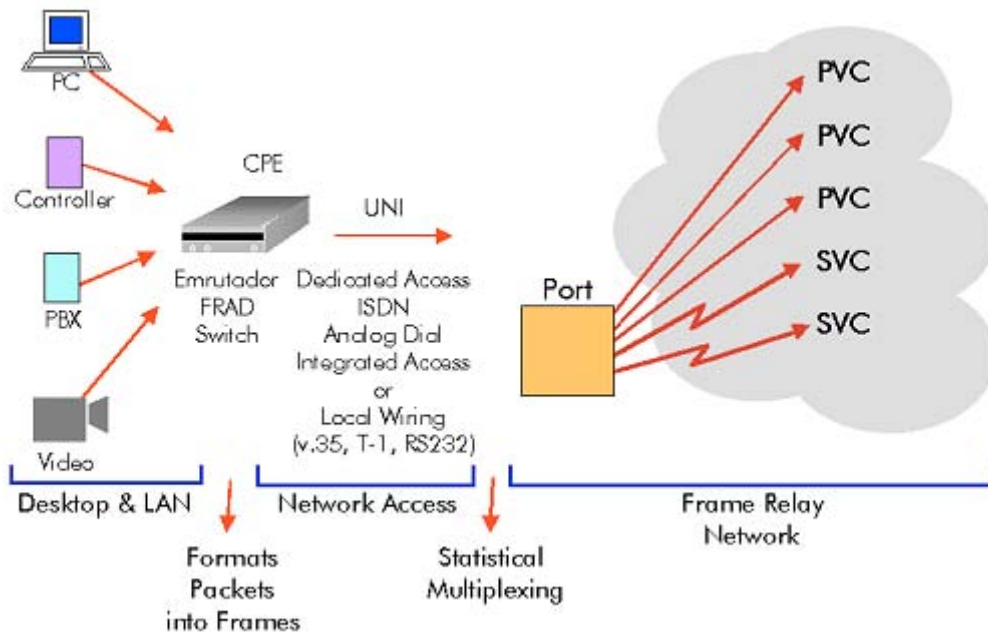 PC
Controller
PBX
Video
CPE
Emrutador
FRAD
Switch
UNI
Dedicated Access
ISDN
Analog Dial
Integrated Access
or
Local Wiring
(v.35, T-1, RS232)
Port
PVC
PVC
PVC
SVC
SVC
Desktop & LAN
Network Access
Frame Relay
Network
Formats
Packets
into Frames
Statistical
Multiplexing